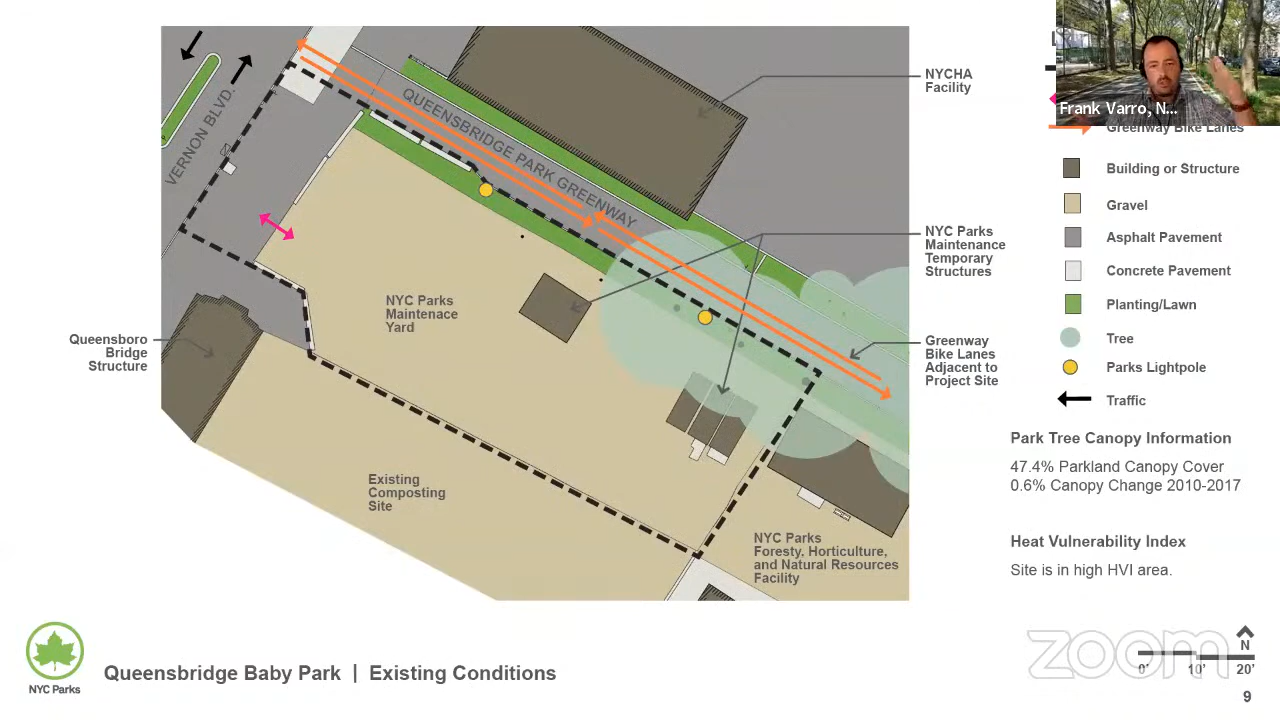 VERNON BLVD.
QUEENSBRIDGE PARK GREENWAY
NYCHA
Facility
NYC Parks
Maintenance
Temporary
Structures
NYC Parks
Maintenace
Yard
Queensboro
Bridge
Structure
Greenway
Bike Lanes
Adjacent to
Project Site
Existing
Composting
Site
NYC Parks
Foresty, Horticulture,
and Natural Resources
Facility
Frank Varro, N...
Greenway Bike Lanes
Building or Structure
Gravel
Asphalt Pavement
Concrete Pavement
Planting/Lawn
Tree
Parks Lightpole
Traffic
Park Tree Canopy Information
47.4% Parkland Canopy Cover
0.6% Canopy Change 2010-2017
Heat Vulnerability Index
Site is in high HVI area.
NYC Parks
Queensbridge Baby Park | Existing Conditions
zoom
N
0' 10' 20'
9